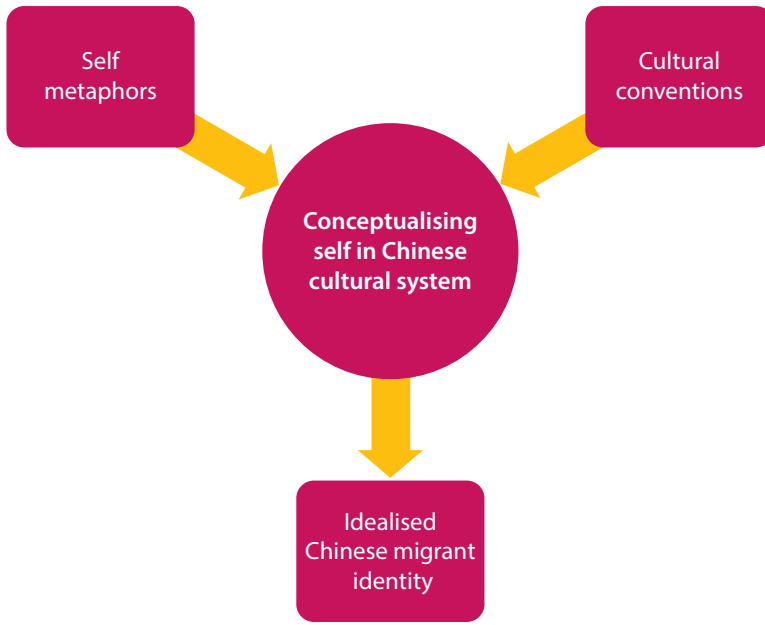 Self
metaphors
Cultural
conventions
Conceptualising
self in Chinese
cultural system
Idealised
Chinese migrant
identity